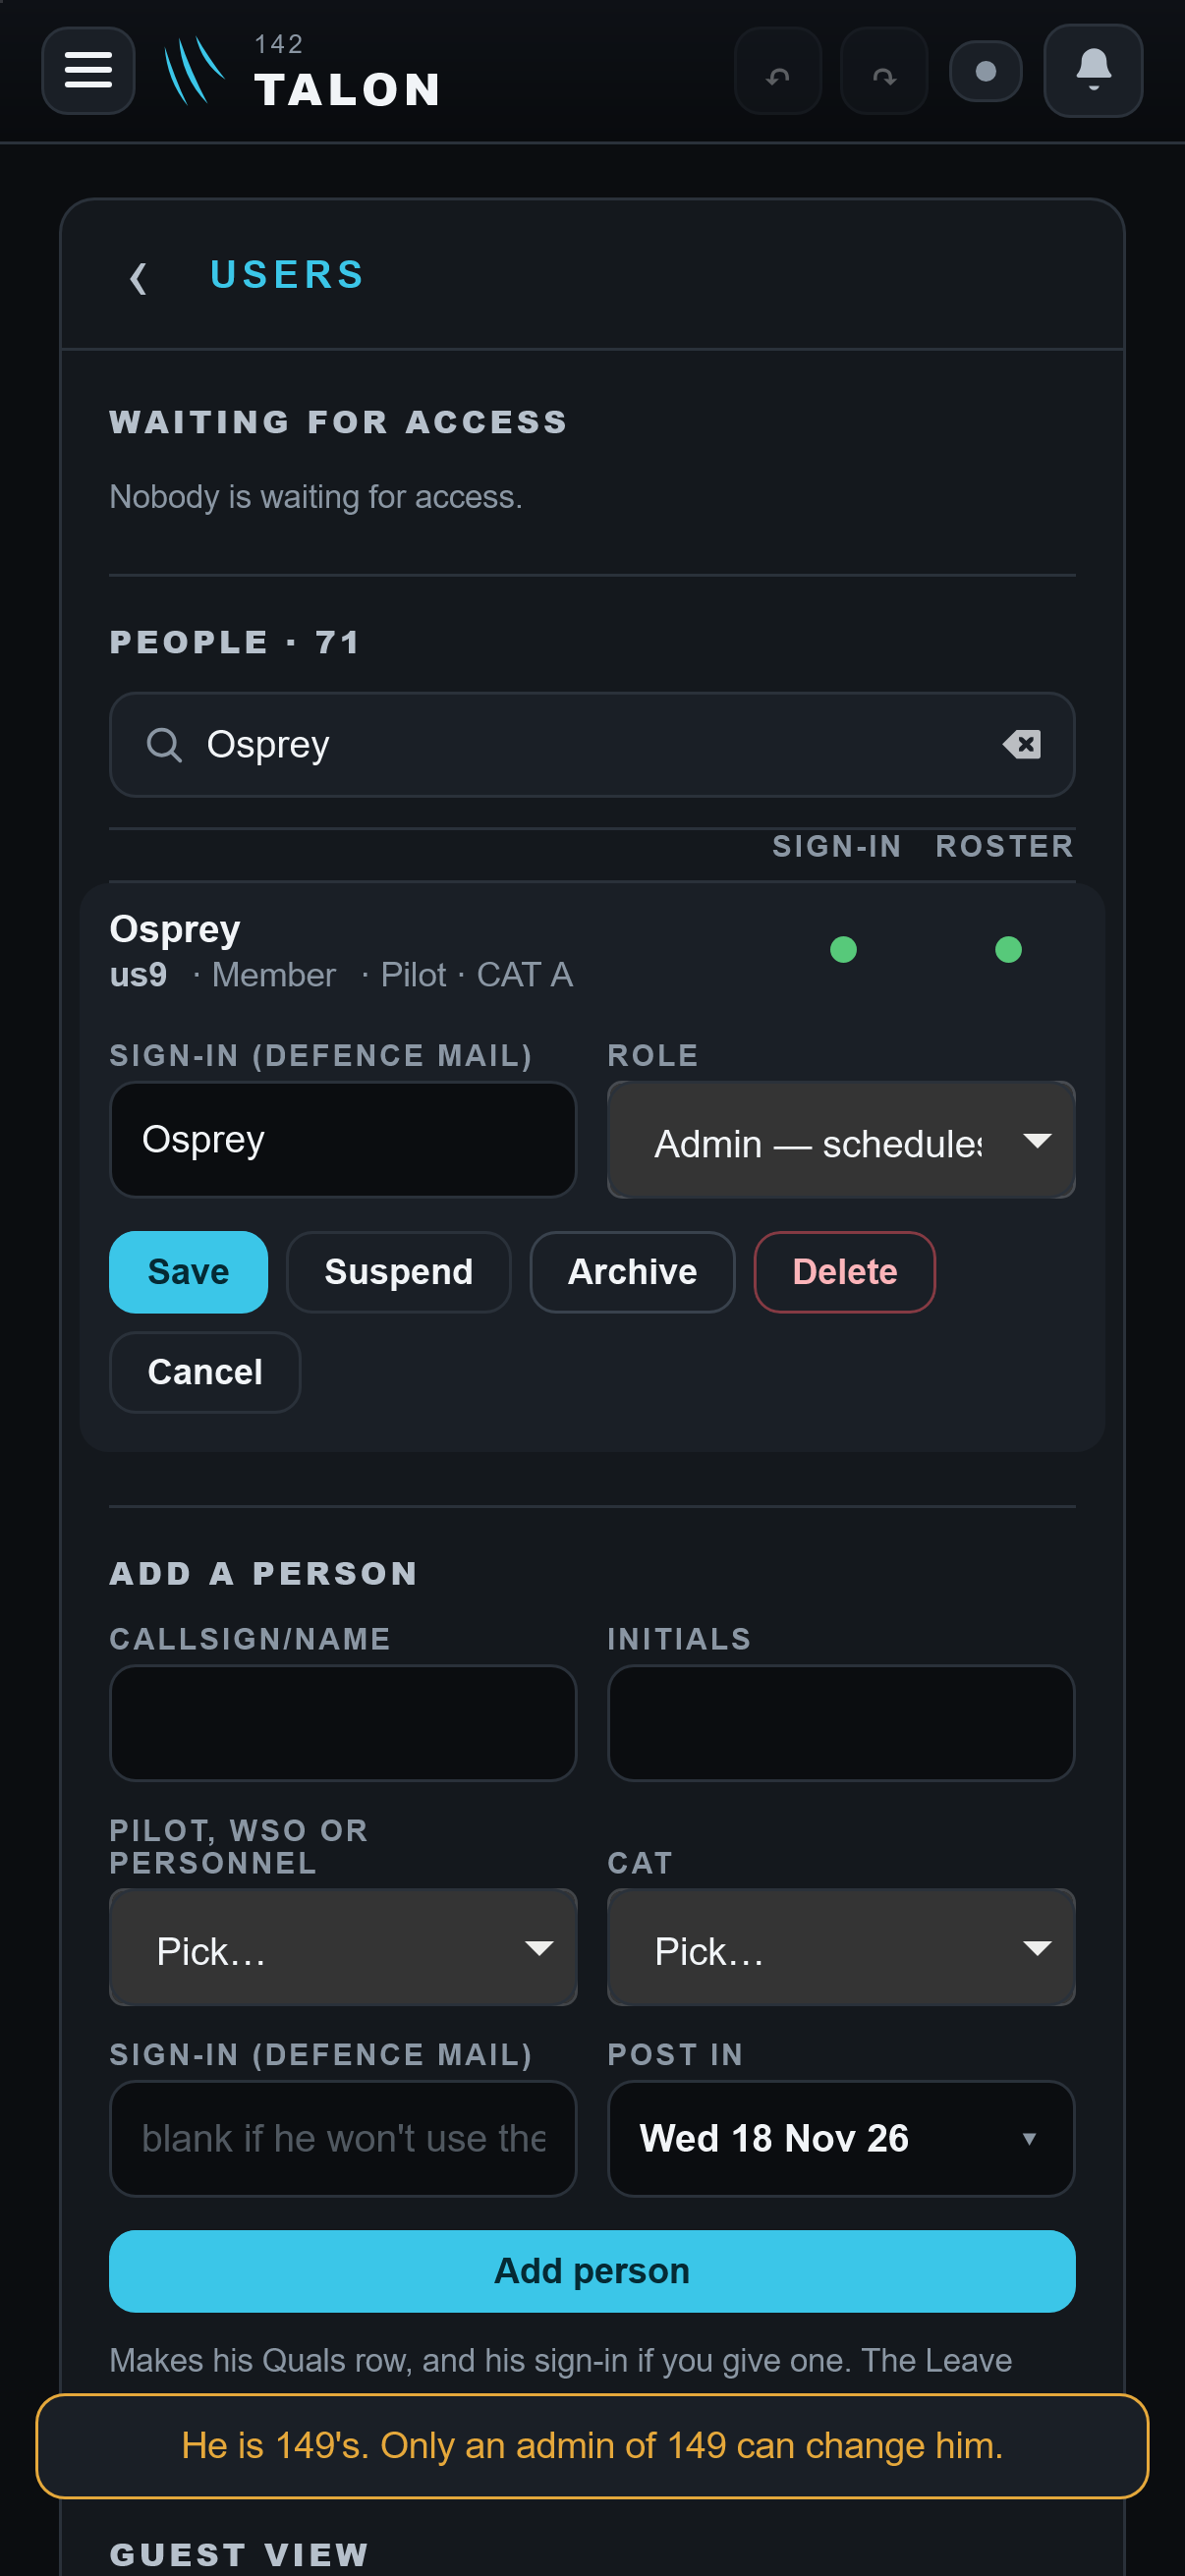 142
TALON
USERS
WAITING FOR ACCESS
Nobody is waiting for access.
PEOPLE · 71
Osprey
SIGN-IN ROSTER
Osprey
us9 · Member · Pilot · CAT A
SIGN-IN (DEFENCE MAIL) ROLE
Osprey Admin — schedules
Save Suspend Archive Delete
Cancel
ADD A PERSON
CALLSIGN/NAME INITIALS
PILOT, WSO OR
PERSONNEL CAT
Pick… Pick…
SIGN-IN (DEFENCE MAIL) POST IN
blank if he won't use the Wed 18 Nov 26
Add person
Makes his Quals row, and his sign-in if you give one. The Leave
He is 149's. Only an admin of 149 can change him.
GUEST VIEW